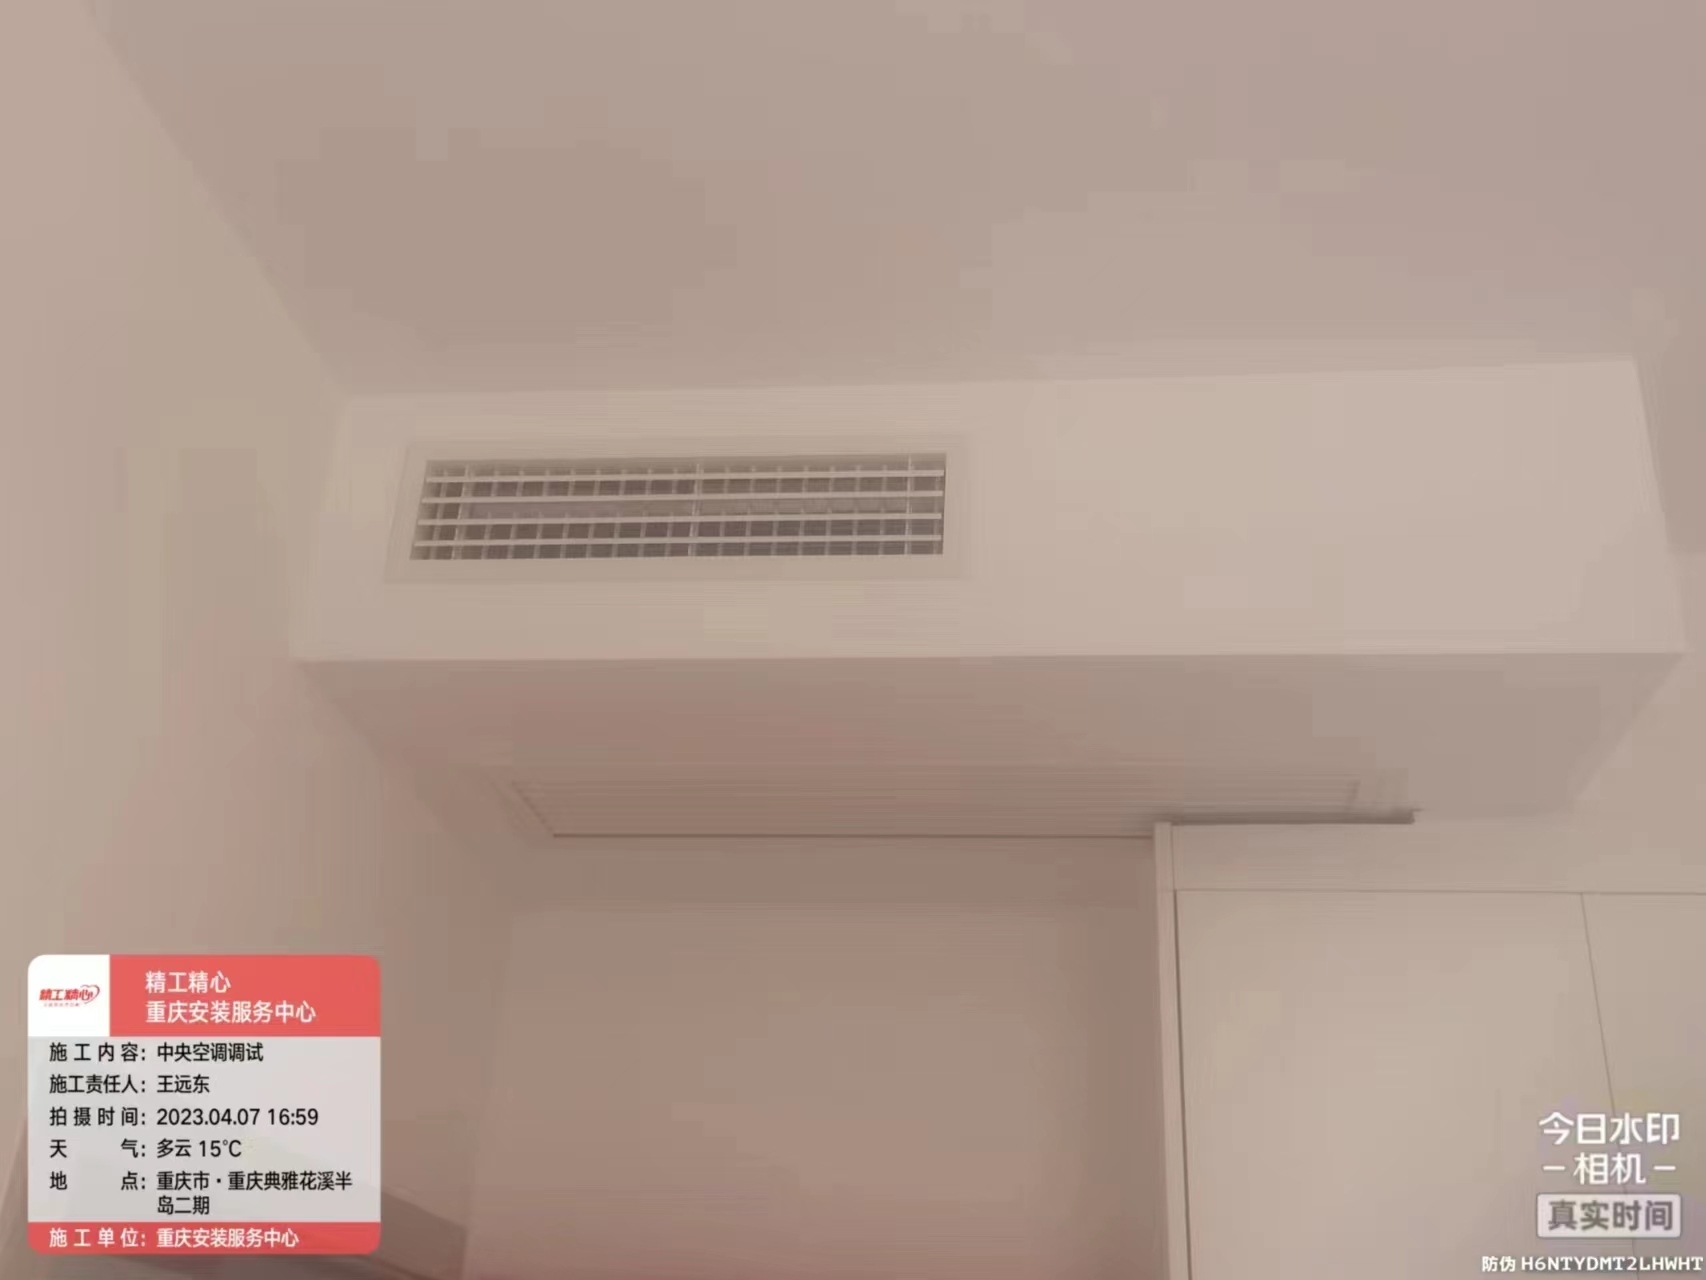 精工精心
精工精心
重庆安装服务中心
施工内容：中央空调调试
施工责任人：王远东
拍摄时间：2023.04.07 16:59
天气：多云 15℃
地点：重庆市·重庆典雅花溪半
岛二期
施工单位：重庆安装服务中心
今日水印
-相机-
真实时间
防伪 H6NTYDMT2LHWHT